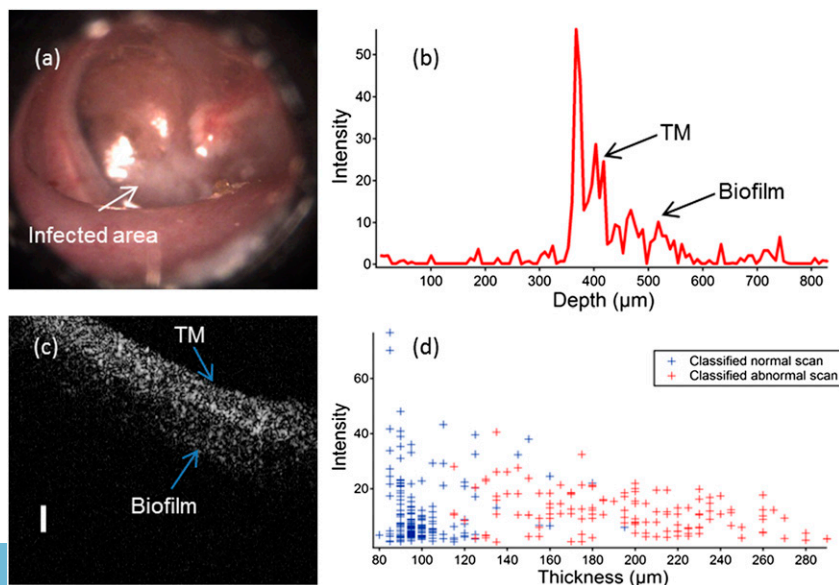 (a)
Infected area
(b)
Intensity
50
40
30
20
10
0
TM
Biofilm
100 200 300 400 500 600 700 800
Depth (μm)
(c)
TM
Biofilm
(d)
Classified normal scan
Classified abnormal scan
Intensity
60
40
20
80 100 120 140 160 180 200 220 240 260 280
Thickness (μm)